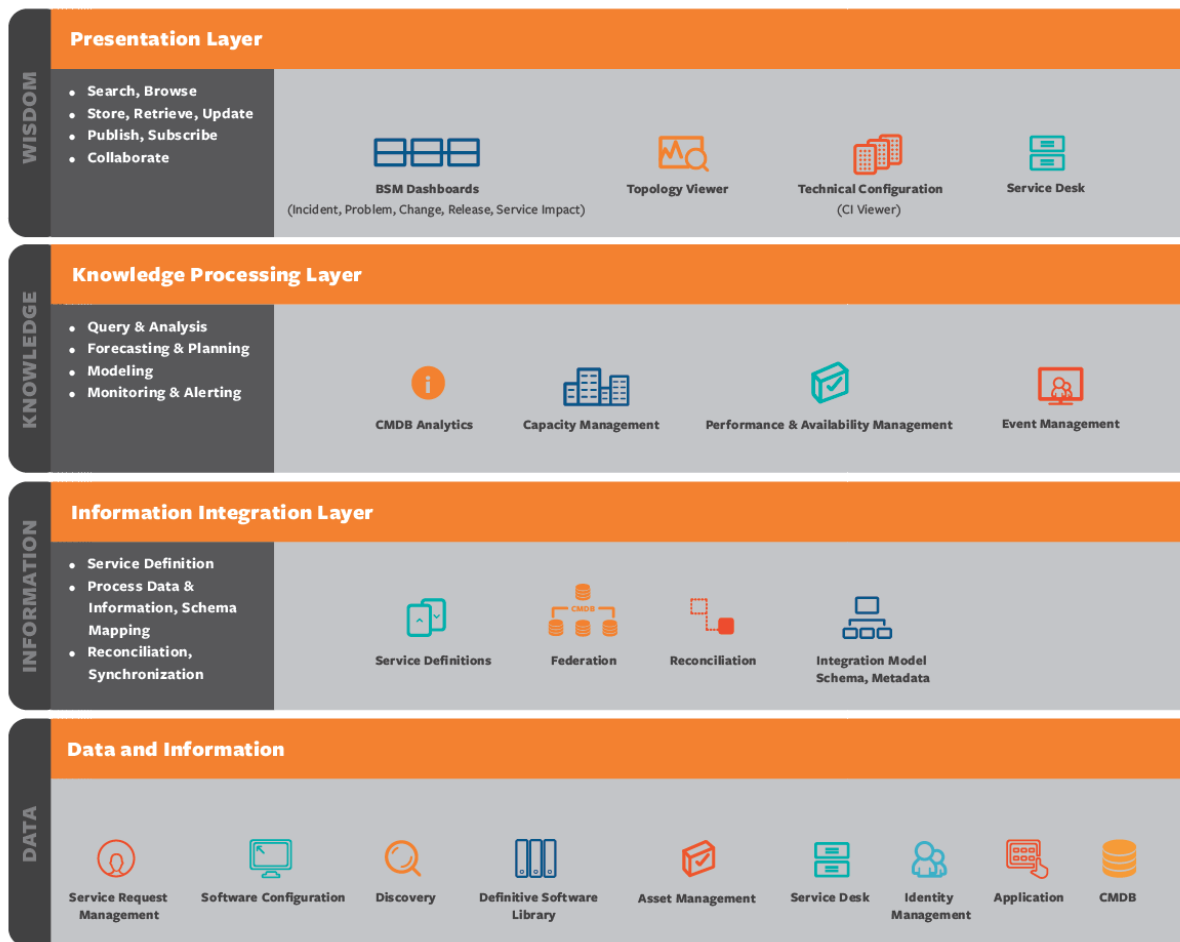 WISDOM
Presentation Layer
• Search, Browse
• Store, Retrieve, Update
• Publish, Subscribe
• Collaborate
BSM Dashboards
(Incident, Problem, Change, Release, Service Impact)
Topology Viewer
Technical Configuration
(CI Viewer)
Service Desk
KNOWLEDGE
Knowledge Processing Layer
• Query & Analysis
• Forecasting & Planning
• Modeling
• Monitoring & Alerting
CMDB Analytics
Capacity Management
Performance & Availability Management
Event Management
INFORMATION
Information Integration Layer
• Service Definition
• Process Data &
Information, Schema
Mapping
• Reconciliation,
Synchronization
Service Definitions
CMDB
Federation
Reconciliation
Integration Model
Schema, Metadata
DATA
Data and Information
Service Request
Management
Software Configuration
Discovery
Definitive Software
Library
Asset Management
Service Desk
Identity
Management
Application
CMDB